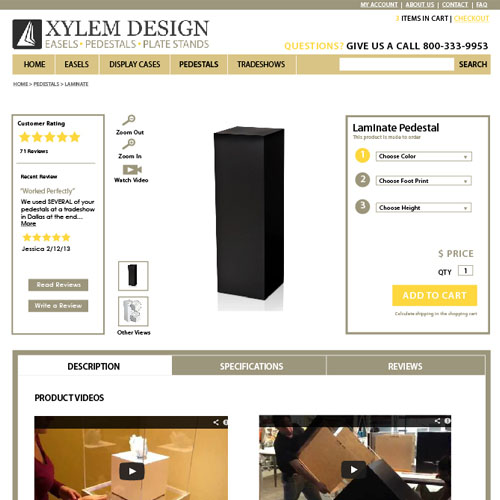 MY ACCOUNT | ABOUT US | CONTACT | FAQ
XYLEM DESIGN
EASELS • PEDESTALS • PLATE STANDS
3 ITEMS IN CART | CHECKOUT
QUESTIONS? GIVE US A CALL 800-333-9953
HOME EASELS DISPLAY CASES PEDESTALS TRADESHOWS SEARCH
HOME > PEDESTALS > LAMINATE
Customer Rating
71 Reviews
Recent Review
"Worked Perfectly"
We used SEVERAL of your
pedestals at a tradeshow
in Dallas at the end....
More
Jessica 2/12/13
Read Reviews
Write a Review
Zoom Out
Zoom In
Watch Video
Other Views
Laminate Pedestal
This product is made to order
1 Choose Color
2 Choose Foot Print
3 Choose Height
$ PRICE
QTY 1
ADD TO CART
Calculate shipping in the shopping cart
DESCRIPTION SPECIFICATIONS REVIEWS
PRODUCT VIDEOS